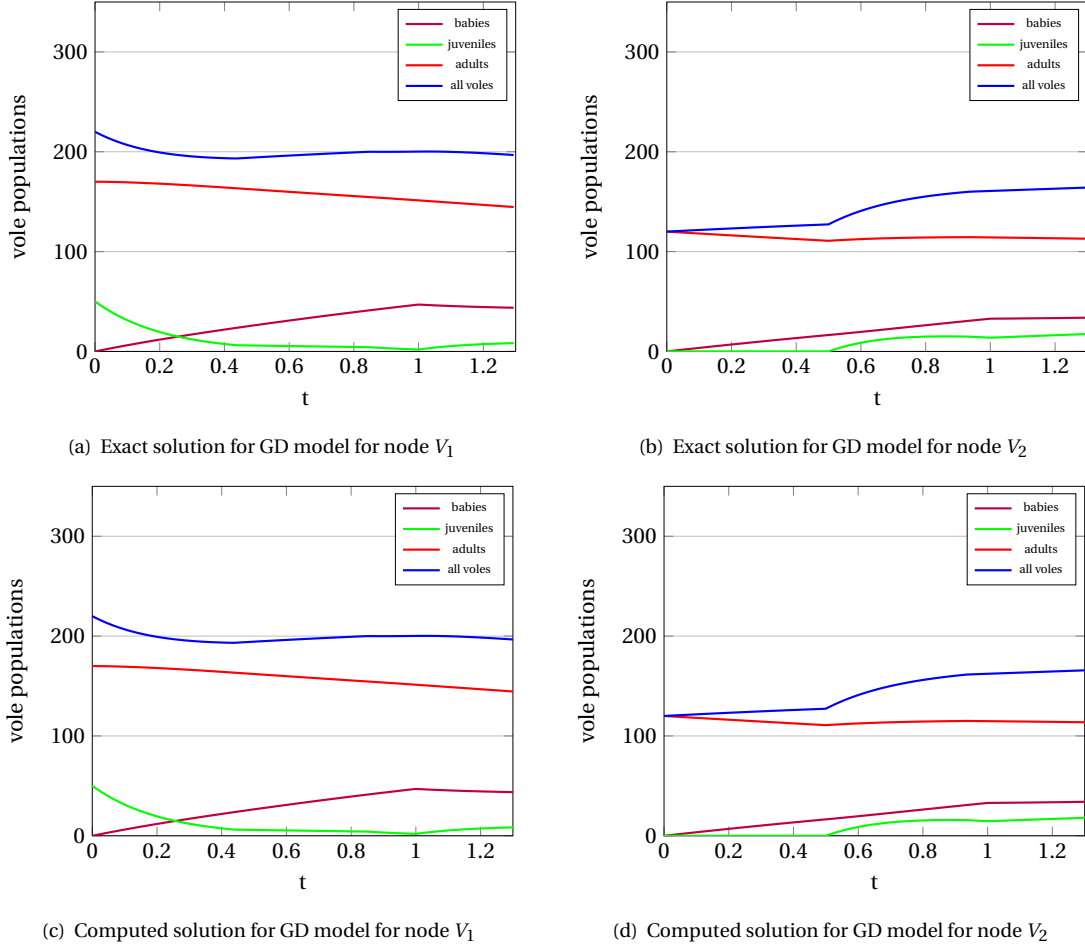 babies
juveniles
adults
all voles
300
200
100
0
vole populations
0 0.2 0.4 0.6 0.8 1 1.2
t
(a) Exact solution for GD model for node V1
babies
juveniles
adults
all voles
300
200
100
0
vole populations
0 0.2 0.4 0.6 0.8 1 1.2
t
(b) Exact solution for GD model for node V2
babies
juveniles
adults
all voles
300
200
100
0
vole populations
0 0.2 0.4 0.6 0.8 1 1.2
t
(c) Computed solution for GD model for node V1
babies
juveniles
adults
all voles
300
200
100
0
vole populations
0 0.2 0.4 0.6 0.8 1 1.2
t
(d) Computed solution for GD model for node V2